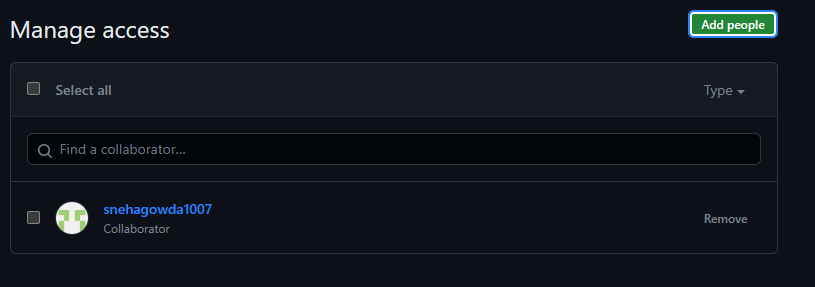 Manage access
Add people
Select all
Type
Find a collaborator...
snehagowda1007
Collaborator
Remove